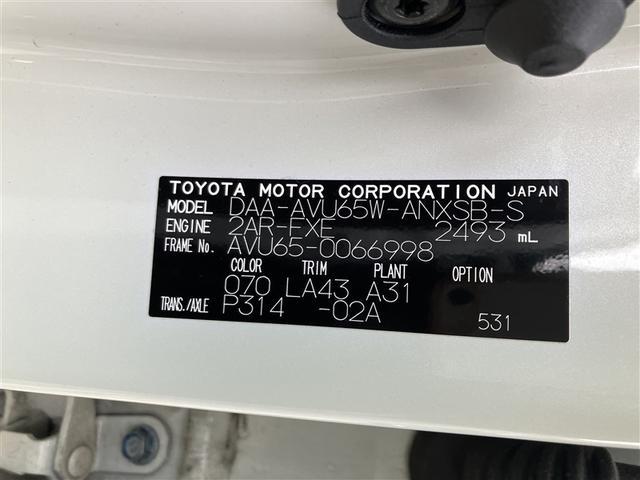 TOYOTA MOTOR CORPORATION JAPAN
MODEL DAA-AVU65W-ANXSB-S
ENGINE 2AR-FXE 2493 mL
FRAME No. AVU65-0066998
COLOR TRIM PLANT OPTION
070 LA43 A31
TRANS./AXLE P314 -02A 531